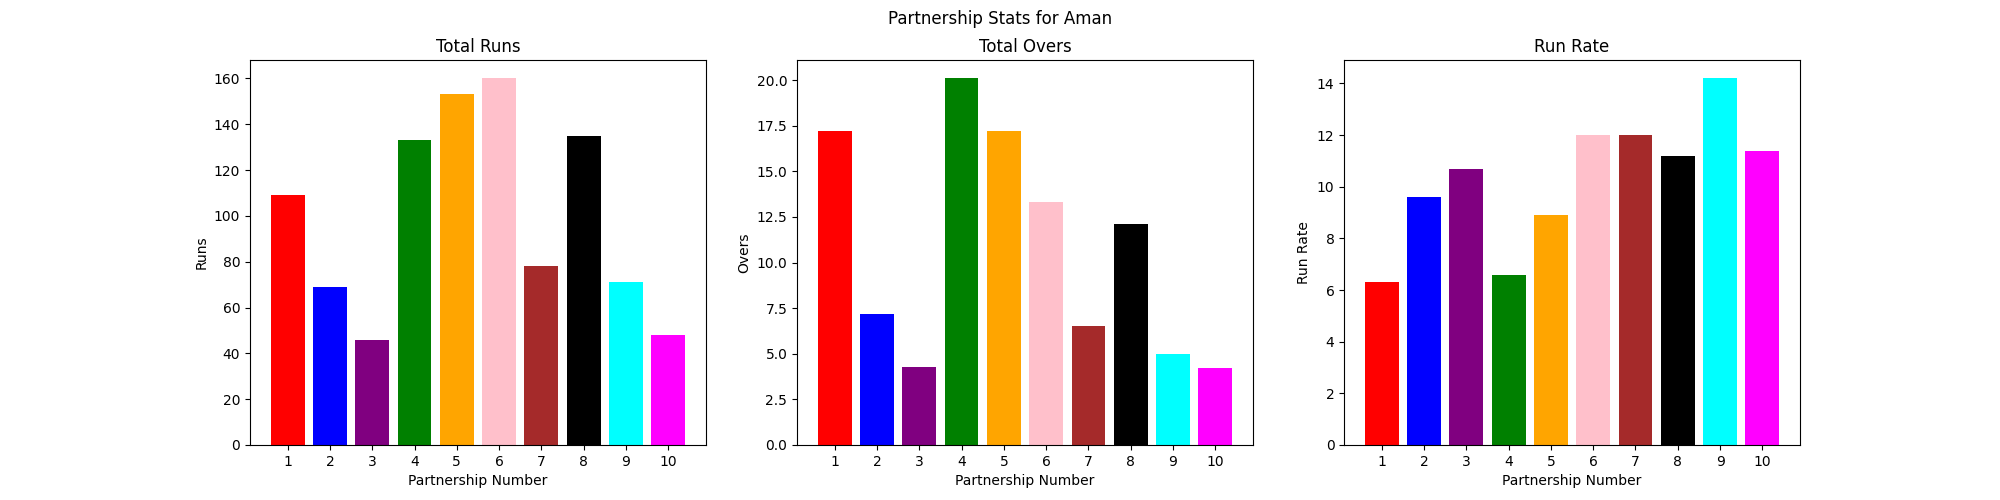 Partnership Stats for Aman
Total Runs
Runs
160
140
120
100
80
60
40
20
0
1 2 3 4 5 6 7 8 9 10
Partnership Number
Total Overs
Overs
20.0
17.5
15.0
12.5
10.0
7.5
5.0
2.5
0.0
1 2 3 4 5 6 7 8 9 10
Partnership Number
Run Rate
Run Rate
14
12
10
8
6
4
2
0
1 2 3 4 5 6 7 8 9 10
Partnership Number